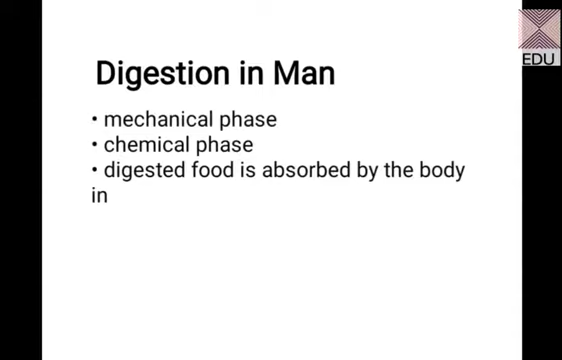 EDU
Digestion in Man
• mechanical phase
• chemical phase
• digested food is absorbed by the body
in